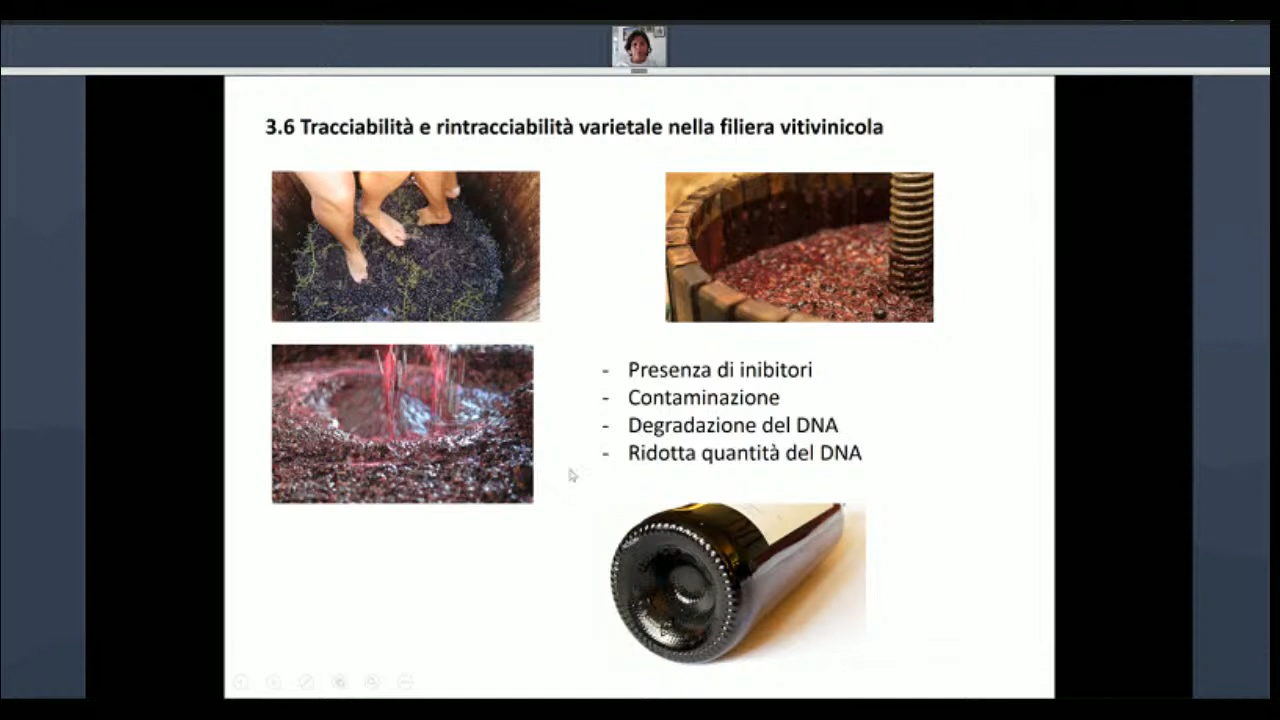 3.6 Tracciabilità e rintracciabilità varietale nella filiera vitivinicola
- Presenza di inibitori
- Contaminazione
- Degradazione del DNA
- Ridotta quantità del DNA